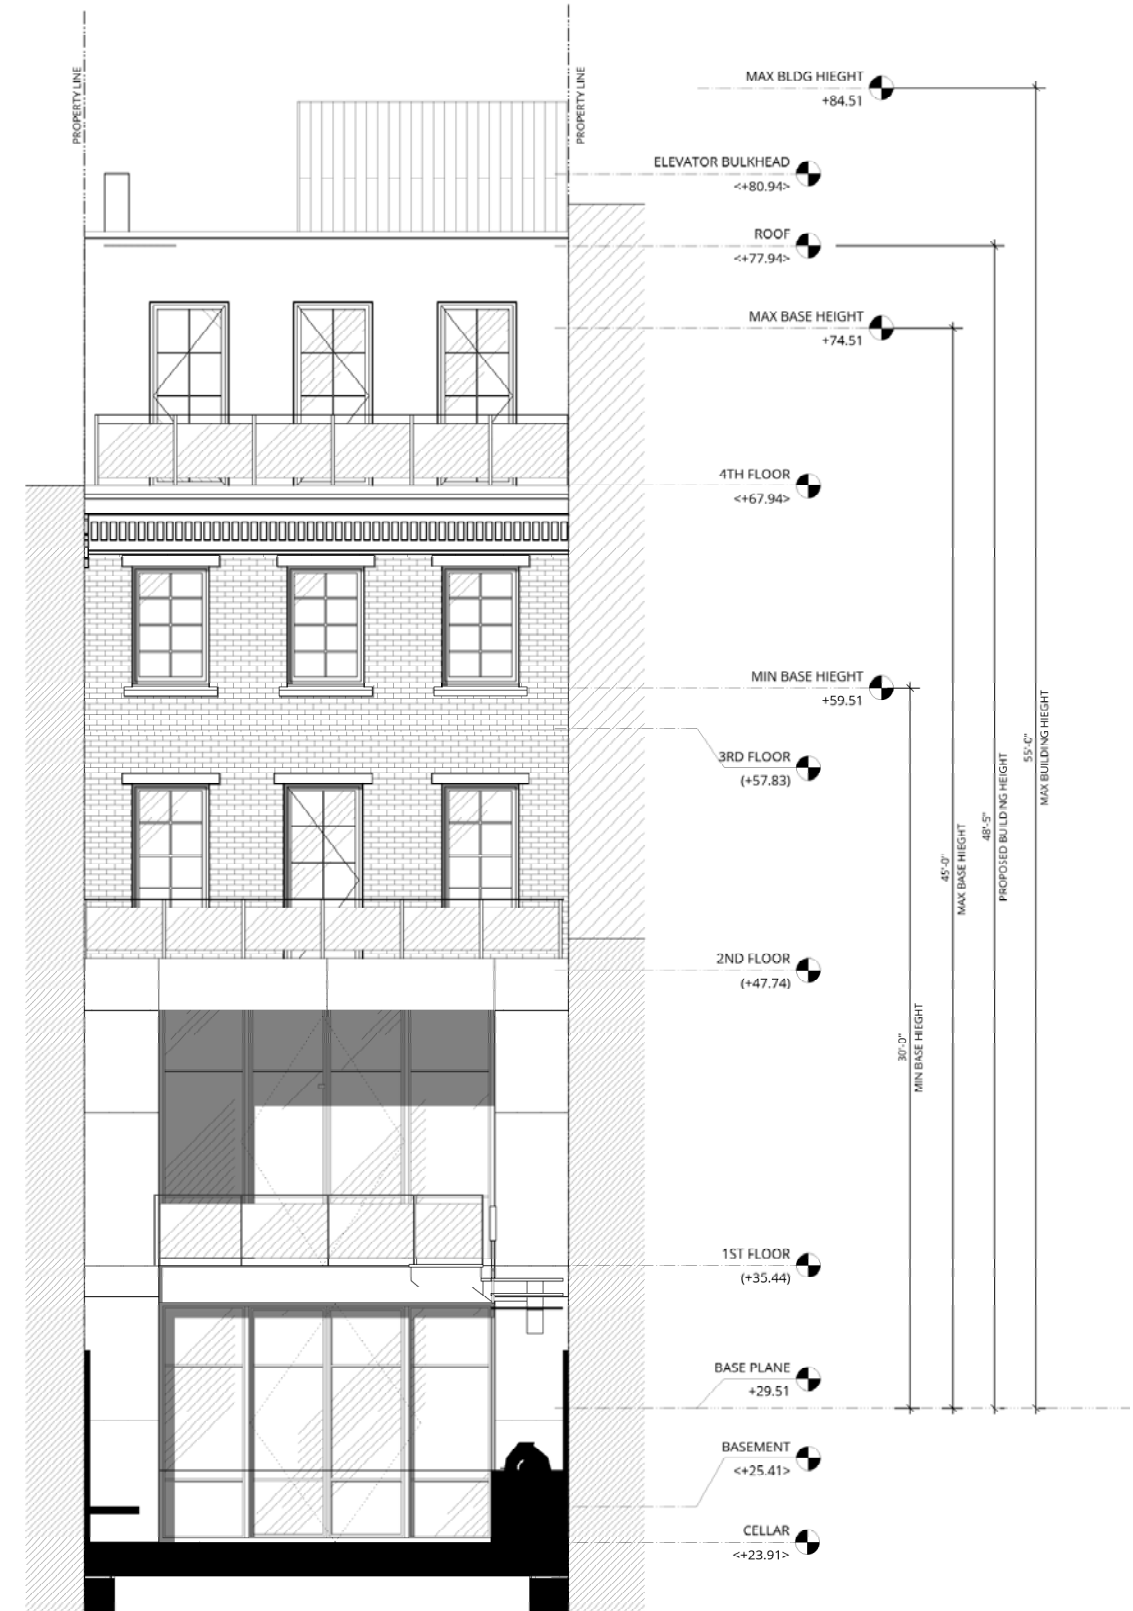 PROPERTY LINE
PROPERTY LINE
MAX BLDG HIEGHT
+84.51
ELEVATOR BULKHEAD
<+80.94>
ROOF
<+77.94>
MAX BASE HEIGHT
+74.51
4TH FLOOR
<+67.94>
MIN BASE HIEGHT
+59.51
3RD FLOOR
(+57.83)
2ND FLOOR
(+47.74)
1ST FLOOR
(+35.44)
BASE PLANE
+29.51
BASEMENT
<+25.41>
CELLAR
<+23.91>
30'-0"
MIN BASE HIEGHT
45'-0"
MAX BASE HIEGHT
48'-5"
PROPOSED BUILDING HEIGHT
55'-0"
MAX BUILDING HIEGHT